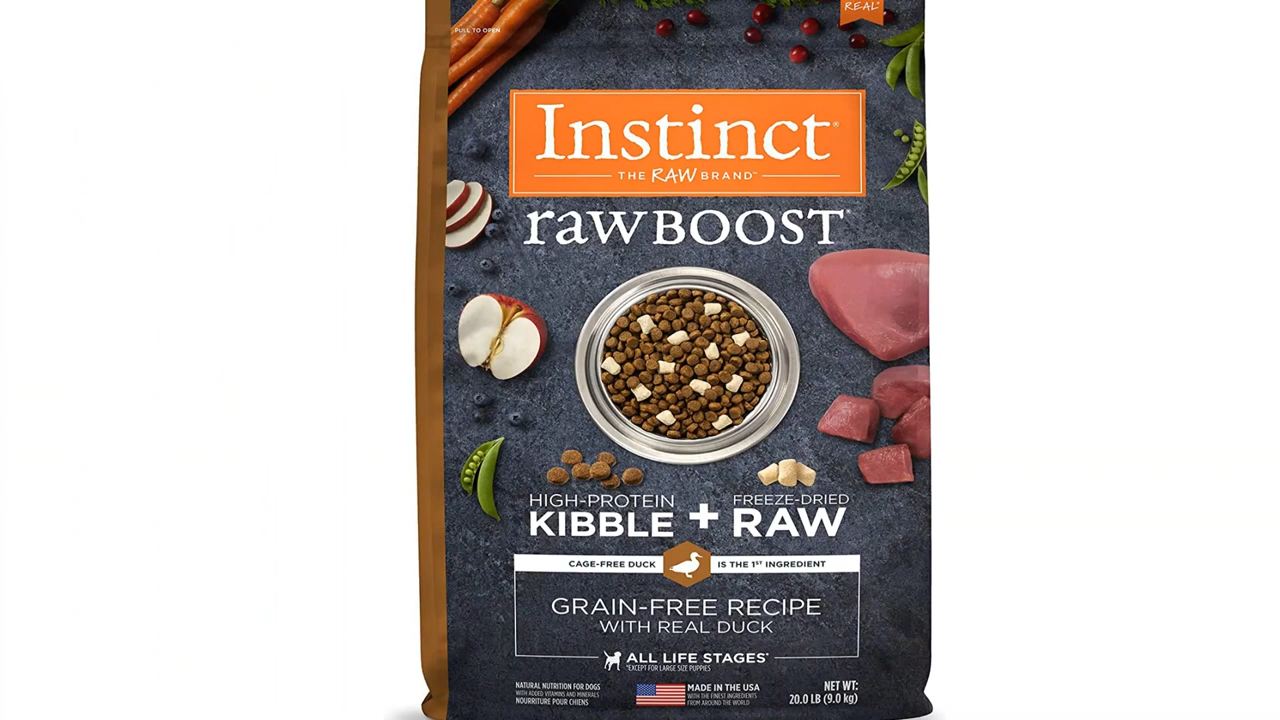 PULL TO OPEN
REAL
Instinct®
THE RAW BRAND™
rawBOOST®
HIGH-PROTEIN
KIBBLE
+
FREEZE-DRIED
RAW
CAGE-FREE DUCK
IS THE 1ST INGREDIENT
GRAIN-FREE RECIPE
WITH REAL DUCK
ALL LIFE STAGES*
*EXCEPT FOR LARGE SIZE PUPPIES
NATURAL NUTRITION FOR DOGS
WITH ADDED VITAMINS AND MINERALS
NOURRITURE POUR CHIENS
MADE IN THE USA
WITH THE FINEST INGREDIENTS
FROM AROUND THE WORLD
NET WT:
20.0 LB (9.0 kg)